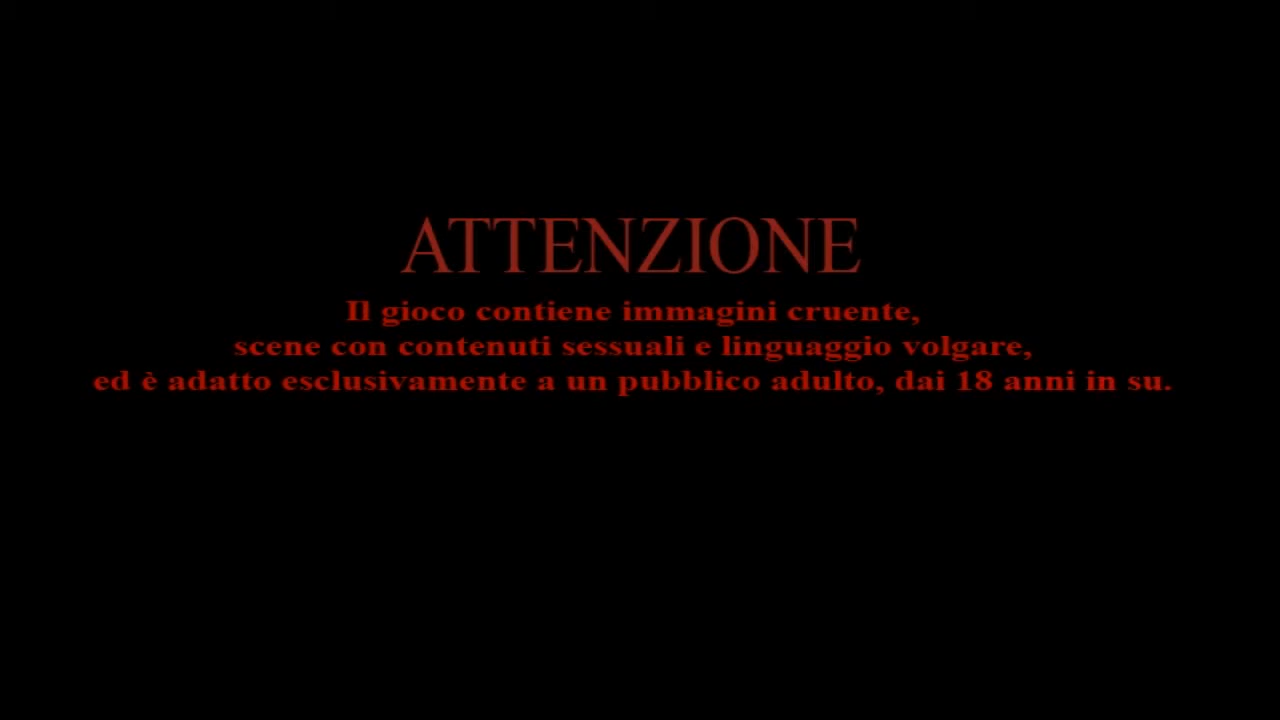 ATTENZIONE
Il gioco contiene immagini cruente,
scene con contenuti sessuali e linguaggio volgare,
ed è adatto esclusivamente a un pubblico adulto, dai 18 anni in su.